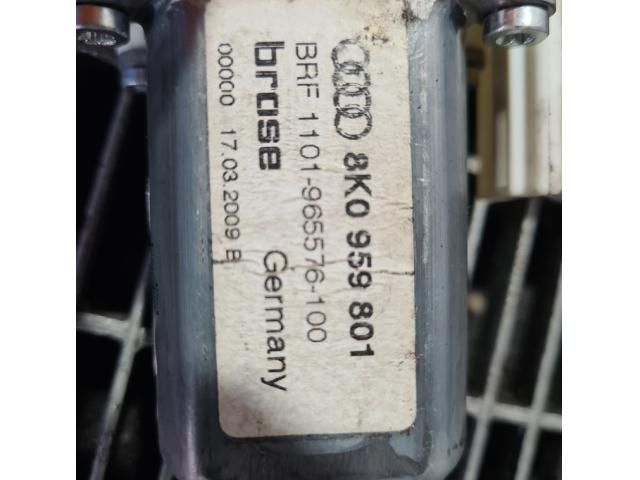 8K0 959 801
BRF 1101-965576-100
brose Germany
00000 17.03.2009 B